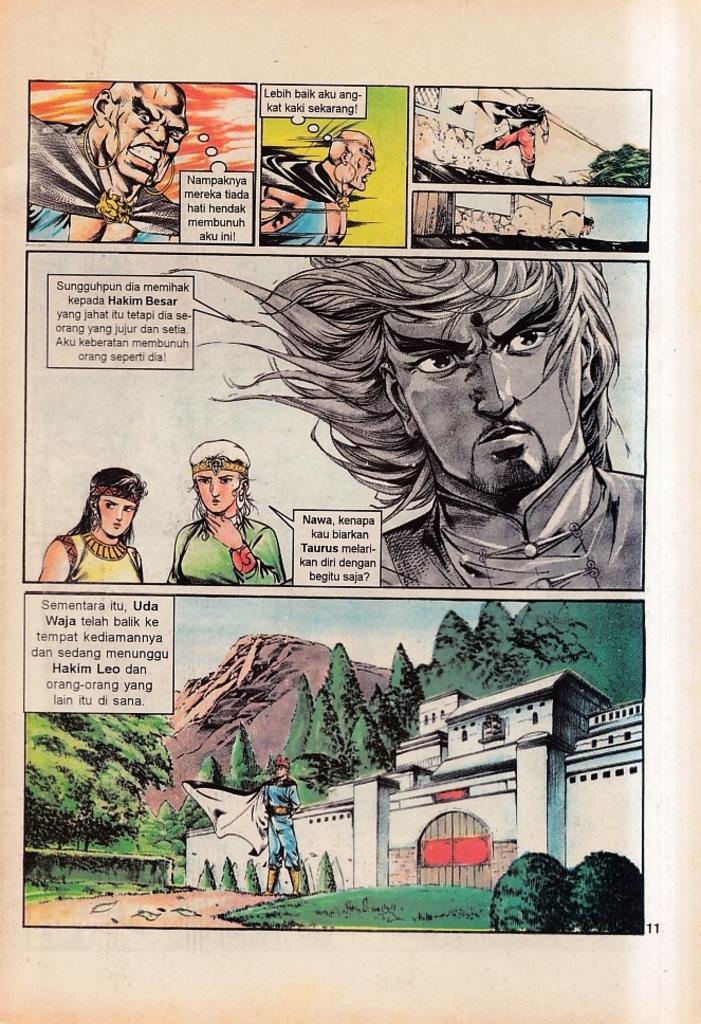 Nampaknya
mereka tiada
hati hendak
membunuh
aku ini!
Lebih baik aku ang-
kat kaki sekarang!
Sungguhpun dia memihak
kepada Hakim Besar
yang jahat itu tetapi dia se-
orang yang jujur dan setia.
Aku keberatan membunuh
orang seperti dia!
Nawa, kenapa
kau biarkan
Taurus melari-
kan diri dengan
begitu saja?
Sementara itu, Uda
Waja telah balik ke
tempat kediamannya
dan sedang menunggu
Hakim Leo dan
orang-orang yang
lain itu di sana.
11